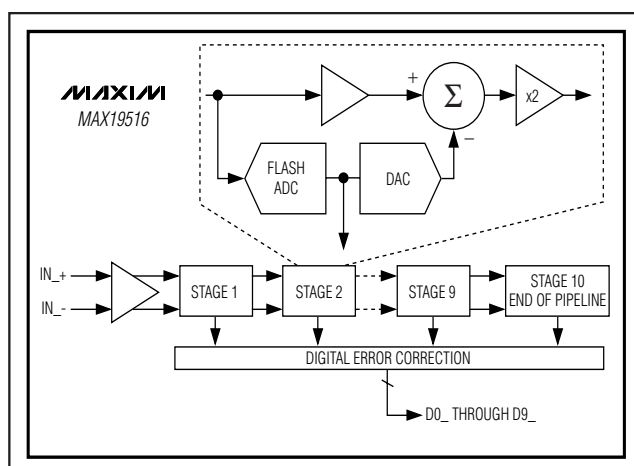 MAXIM
MAX19516
+
Σ
x2
−
FLASH
ADC
DAC
IN_+
IN_-
STAGE 1
STAGE 2
STAGE 9
STAGE 10
END OF PIPELINE
DIGITAL ERROR CORRECTION
D0_ THROUGH D9_